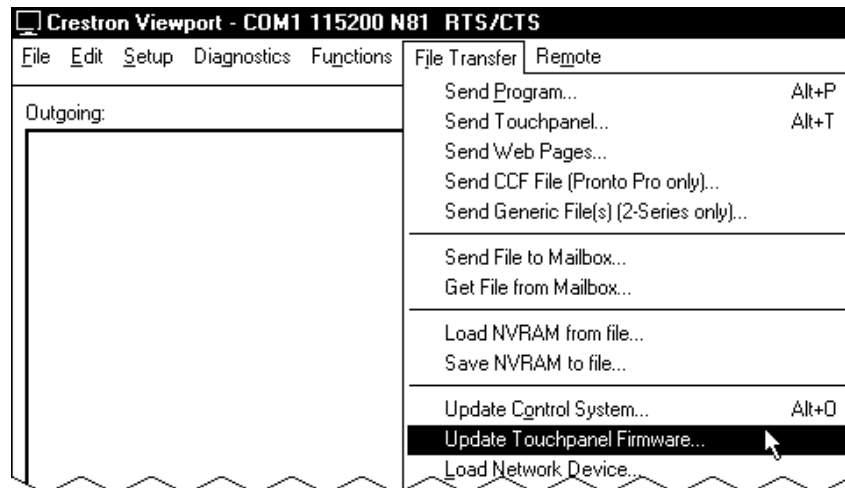 Crestron Viewport - COM1 115200 N81 RTS/CTS
File Edit Setup Diagnostics Functions File Transfer Remote
Outgoing:
Send Program... Alt+P
Send Touchpanel... Alt+T
Send Web Pages...
Send CCF File (Pronto Pro only)...
Send Generic File(s) (2-Series only)...
Send File to Mailbox...
Get File from Mailbox...
Load NVRAM from file...
Save NVRAM to file...
Update Control System... Alt+O
Update Touchpanel Firmware...
Load Network Device...